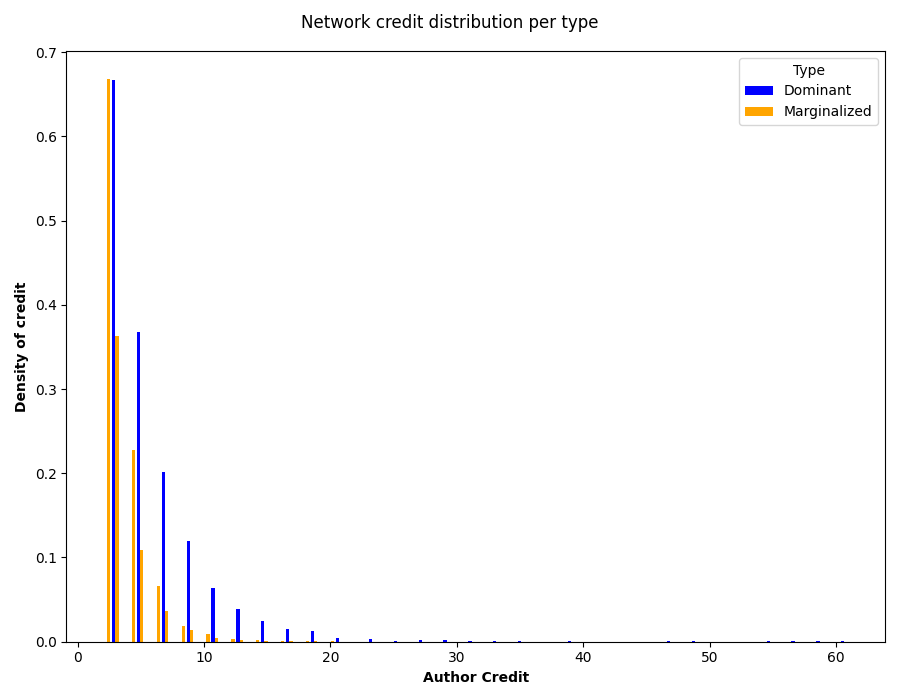 Network credit distribution per type
Type
Dominant
Marginalized
Density of credit
0.7
0.6
0.5
0.4
0.3
0.2
0.1
0.0
0 10 20 30 40 50 60
Author Credit